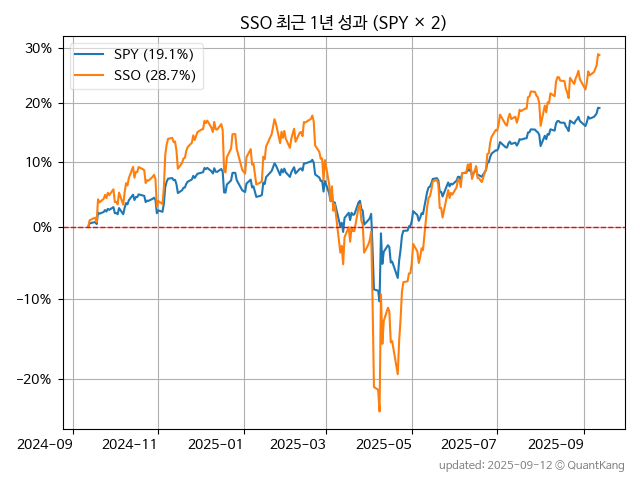 SSO 최근 1년 성과 (SPY × 2)
SPY (19.1%)
SSO (28.7%)
30%
20%
10%
0%
−10%
−20%
2024-09 2024-11 2025-01 2025-03 2025-05 2025-07 2025-09
updated: 2025-09-12 © QuantKang